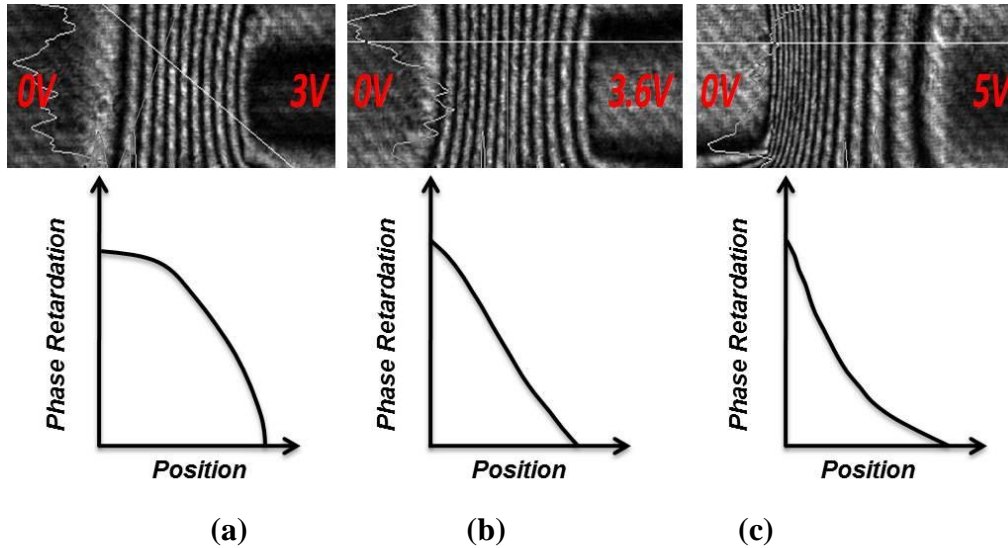 0V 3V
0V 3.6V
0V 5V
Phase Retardation
Position
Phase Retardation
Position
Phase Retardation
Position
(a) (b) (c)